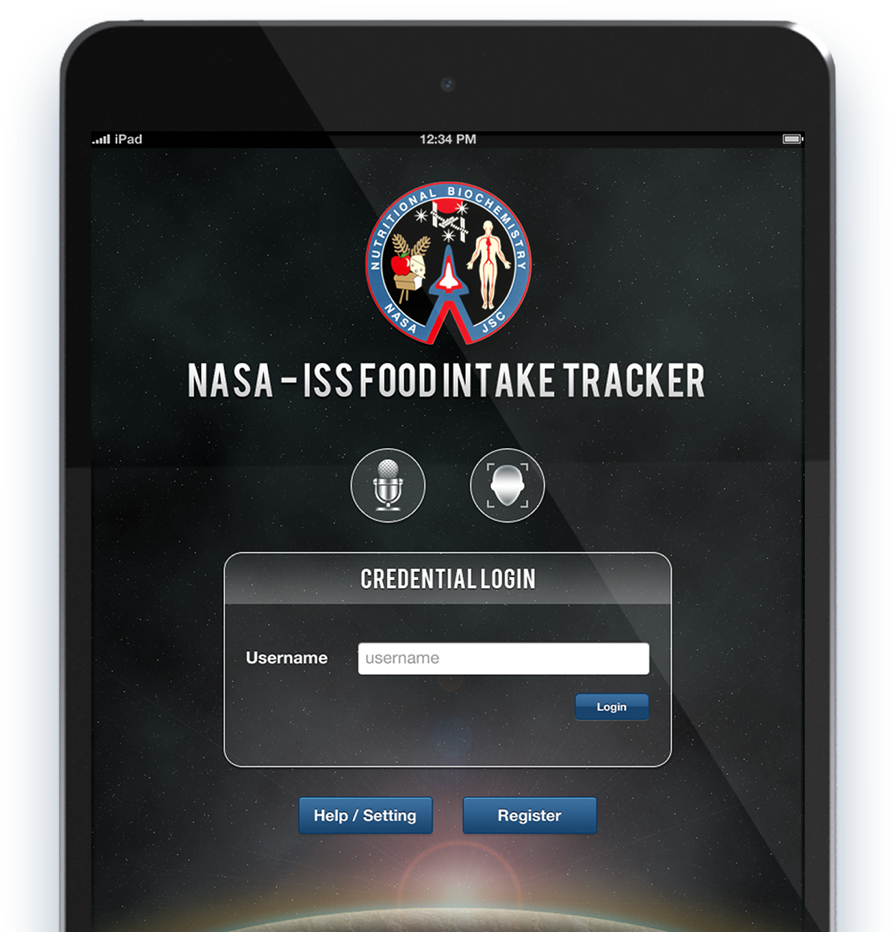 iPad 12:34 PM
NUTRITIONAL BIOCHEMISTRY
NASA JSC
NASA - ISS FOOD INTAKE TRACKER
CREDENTIAL LOGIN
Username username
Login
Help / Setting Register